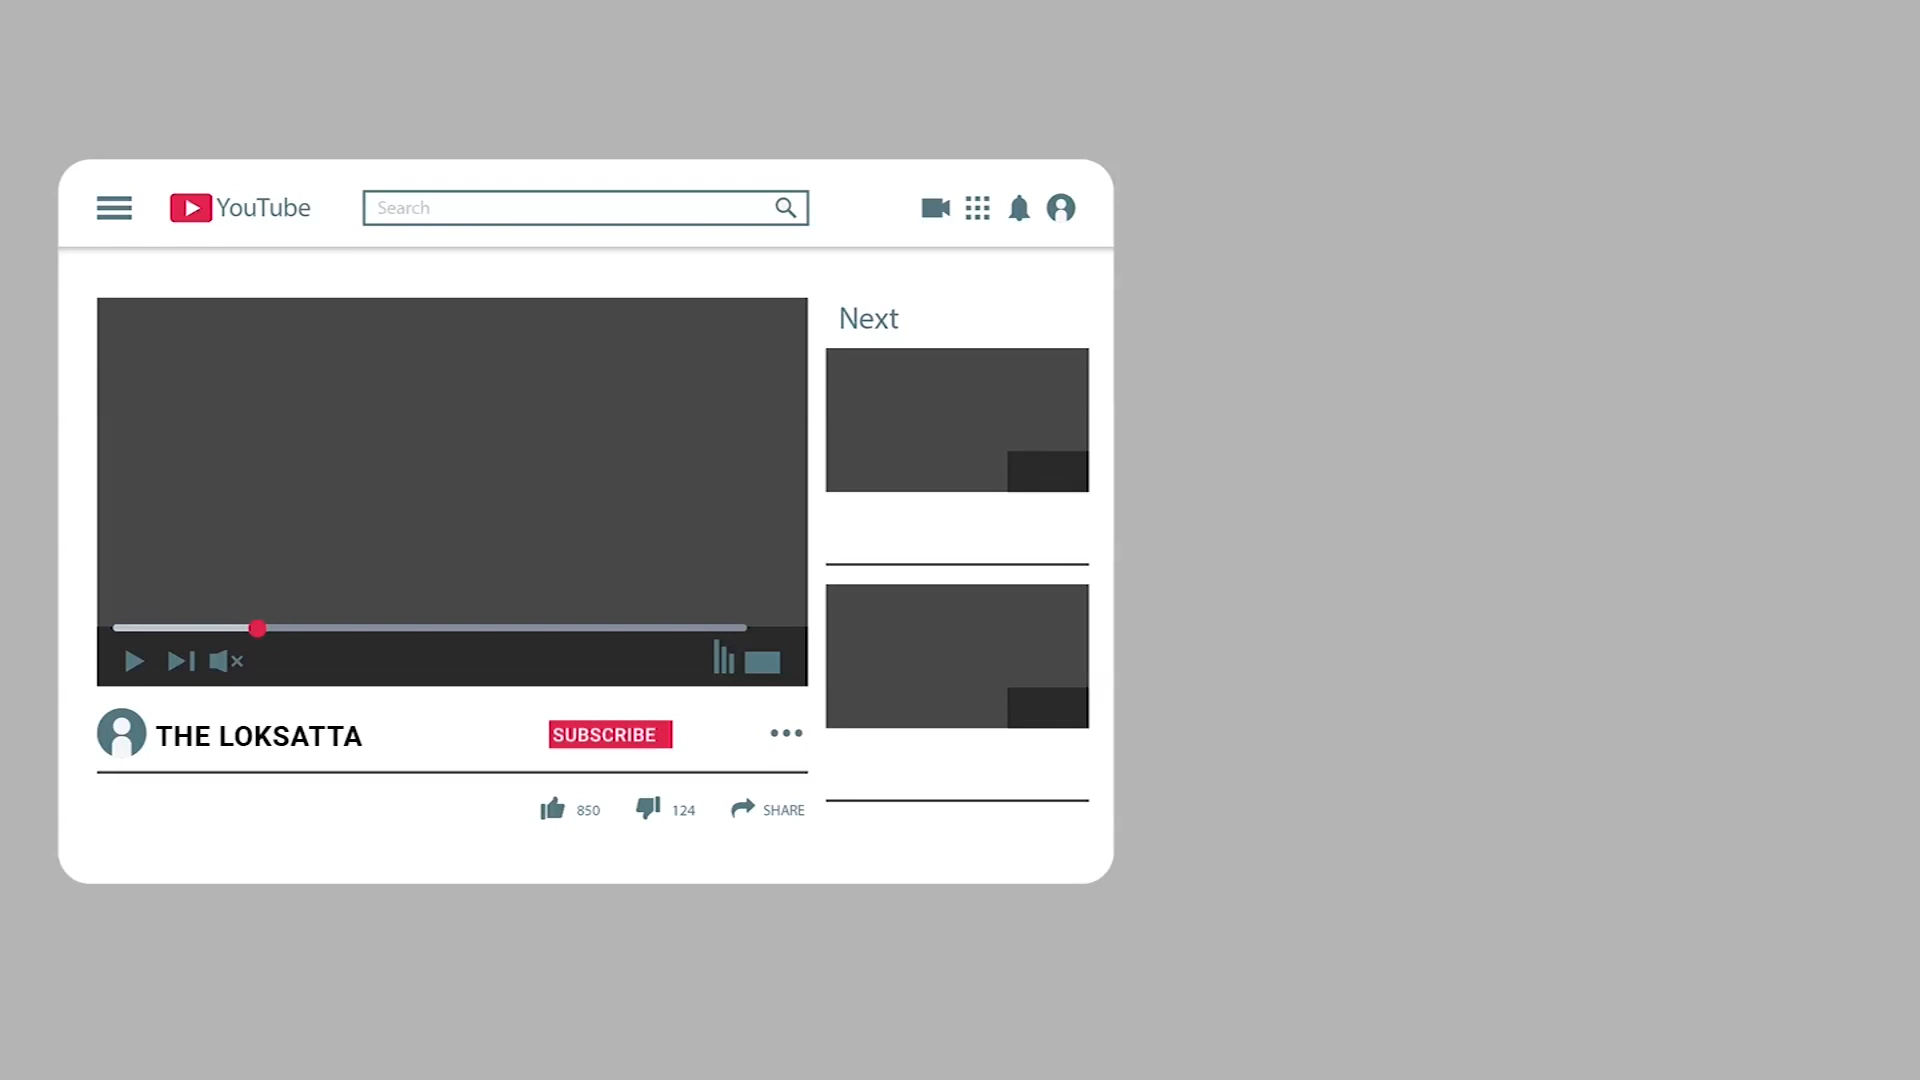 YouTube
Search
Next
THE LOKSATTA
SUBSCRIBE
850
124
SHARE